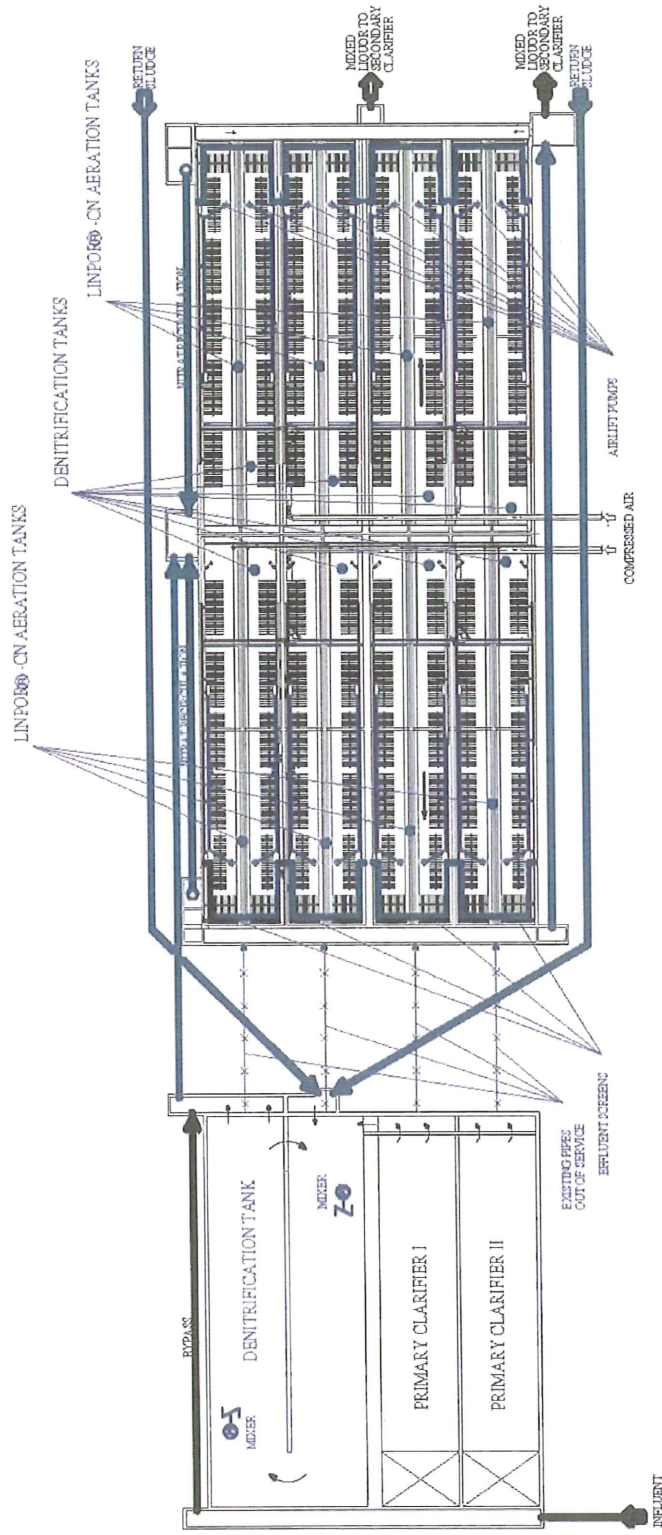 RETURN
SLUDGE
MIXED
LIQUOR TO
SECONDARY
CLARIFIER
MIXED
LIQUOR TO
SECONDARY
CLARIFIER
RETURN
SLUDGE
LINPOR® -CN AERATION TANKS
DENITRIFICATION TANKS
LINPOR® -CN AERATION TANKS
AIRLIFT PUMPS
COMPRESSED AIR
EFFLUENT SCREENS
EXISTING PIPES
OUT OF SERVICE
BYPASS
DENITRIFICATION TANK
MIXER
MIXER
PRIMARY CLARIFIER I
PRIMARY CLARIFIER II
INFLUENT